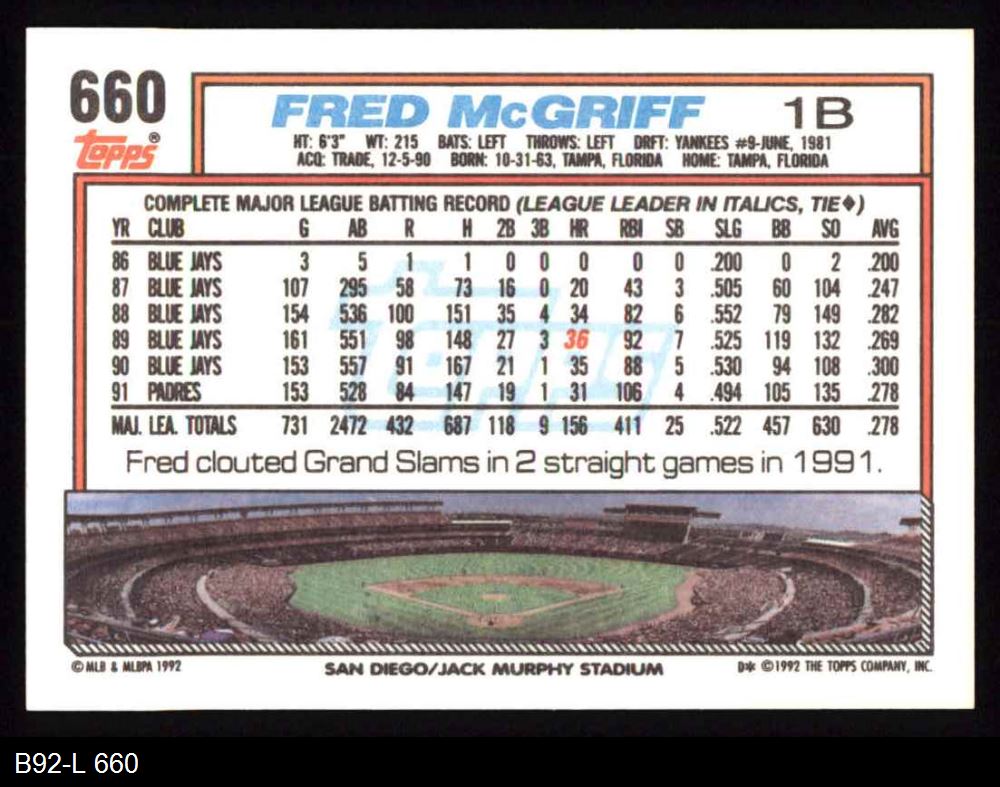 660
Topps®
FRED McGRIFF 1B
HT: 6'3" WT: 215 BATS: LEFT THROWS: LEFT DRFT: YANKEES #9-JUNE, 1981
ACQ: TRADE, 12-5-90 BORN: 10-31-63, TAMPA, FLORIDA HOME: TAMPA, FLORIDA
COMPLETE MAJOR LEAGUE BATTING RECORD (LEAGUE LEADER IN ITALICS, TIE♦)
YR CLUB G AB R H 2B 3B HR RBI SB SLG BB SO AVG
86 BLUE JAYS 3 5 1 1 0 0 0 0 0 .200 0 2 .200
87 BLUE JAYS 107 295 58 73 16 0 20 43 3 .505 60 104 .247
88 BLUE JAYS 154 536 100 151 35 4 34 82 6 .552 79 149 .282
89 BLUE JAYS 161 551 98 148 27 3 36 92 7 .525 119 132 .269
90 BLUE JAYS 153 557 91 167 21 1 35 88 5 .530 94 108 .300
91 PADRES 153 528 84 147 19 1 31 106 4 .494 105 135 .278
MAJ. LEA. TOTALS 731 2472 432 687 118 9 156 411 25 .522 457 630 .278
Topps
Fred clouted Grand Slams in 2 straight games in 1991.
© MLB & MLBPA 1992 SAN DIEGO/JACK MURPHY STADIUM D* ©1992 THE TOPPS COMPANY, INC.
B92-L 660